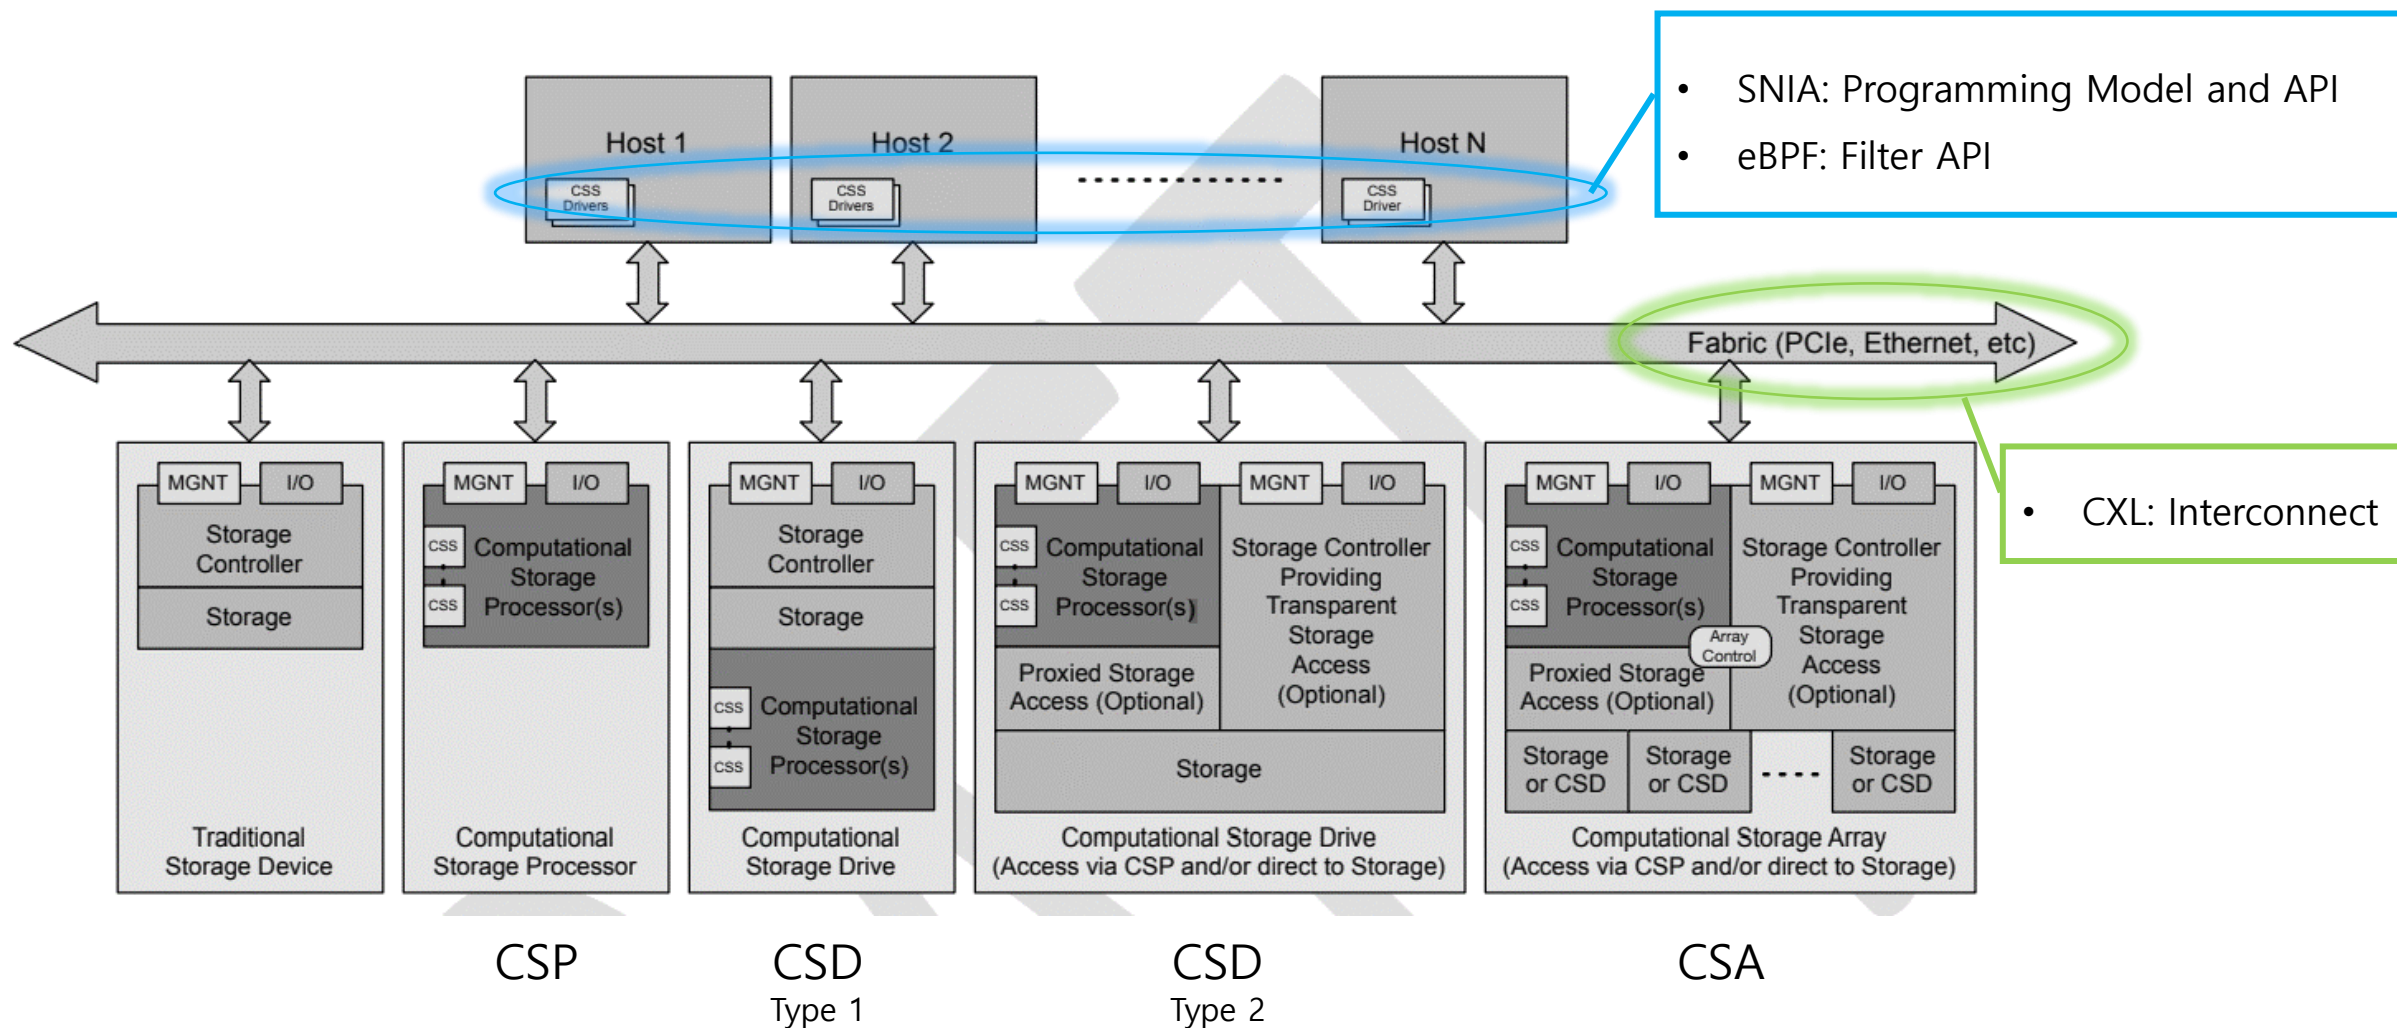 • SNIA: Programming Model and API
• eBPF: Filter API
Host 1
CSS
Drivers
Host 2
CSS
Drivers
Host N
CSS
Driver
Fabric (PCIe, Ethernet, etc)
• CXL: Interconnect
MGNT
I/O
Storage
Controller
Storage
Traditional
Storage Device
MGNT
I/O
CSS
CSS
Computational
Storage
Processor(s)
Computational
Storage Processor
MGNT
I/O
Storage
Controller
Storage
CSS
CSS
Computational
Storage
Processor(s)
Computational
Storage Drive
MGNT
I/O
CSS
CSS
Computational
Storage
Processor(s)
Proxied Storage
Access (Optional)
MGNT
I/O
Storage Controller
Providing
Transparent
Storage
Access
(Optional)
Storage
Computational Storage Drive
(Access via CSP and/or direct to Storage)
MGNT
I/O
CSS
CSS
Computational
Storage
Processor(s)
Array
Control
Proxied Storage
Access (Optional)
MGNT
I/O
Storage Controller
Providing
Transparent
Storage
Access
(Optional)
Storage
or CSD
Storage
or CSD
Storage
or CSD
Computational Storage Array
(Access via CSP and/or direct to Storage)
CSP
CSD
Type 1
CSD
Type 2
CSA